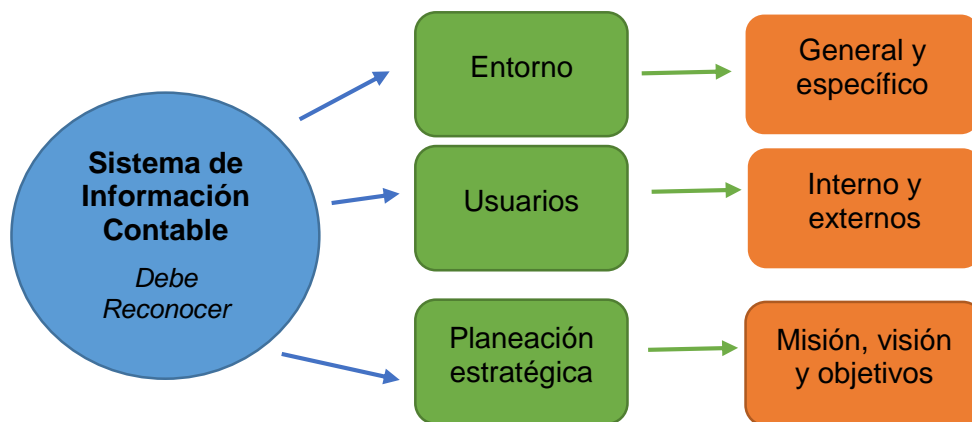 Sistema de
Información
Contable
Debe
Reconocer
Entorno
General y
específico
Usuarios
Interno y
externos
Planeación
estratégica
Misión, visión
y objetivos